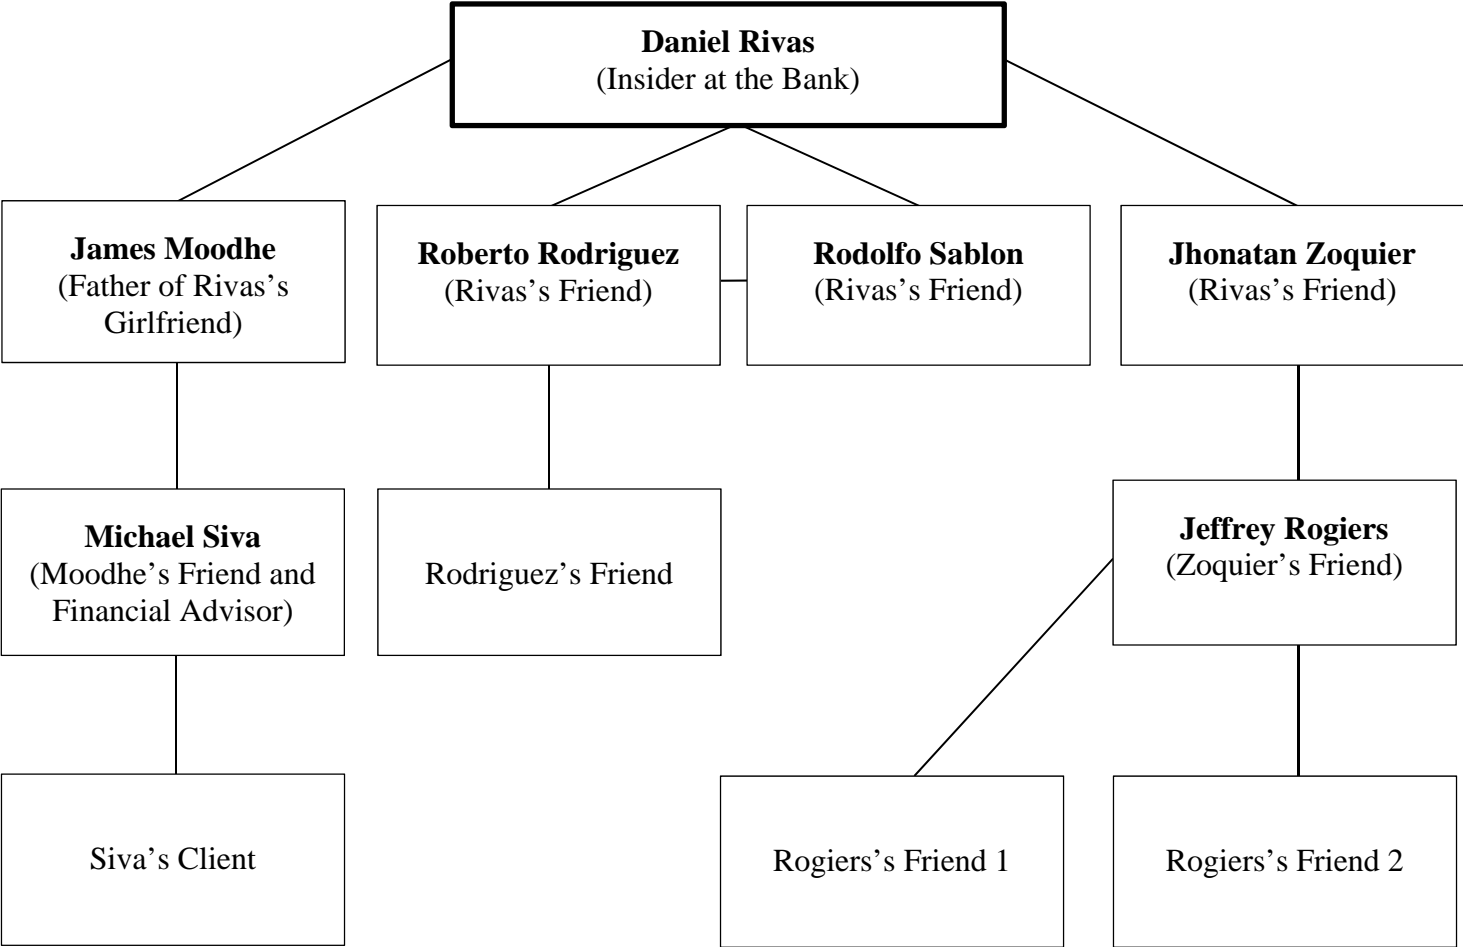 Daniel Rivas
(Insider at the Bank)
James Moodhe
(Father of Rivas’s
Girlfriend)
Roberto Rodriguez
(Rivas’s Friend)
Rodolfo Sablon
(Rivas’s Friend)
Jhonatan Zoquier
(Rivas’s Friend)
Michael Siva
(Moodhe’s Friend and
Financial Advisor)
Rodriguez’s Friend
Jeffrey Rogiers
(Zoquier’s Friend)
Siva’s Client
Rogiers’s Friend 1
Rogiers’s Friend 2